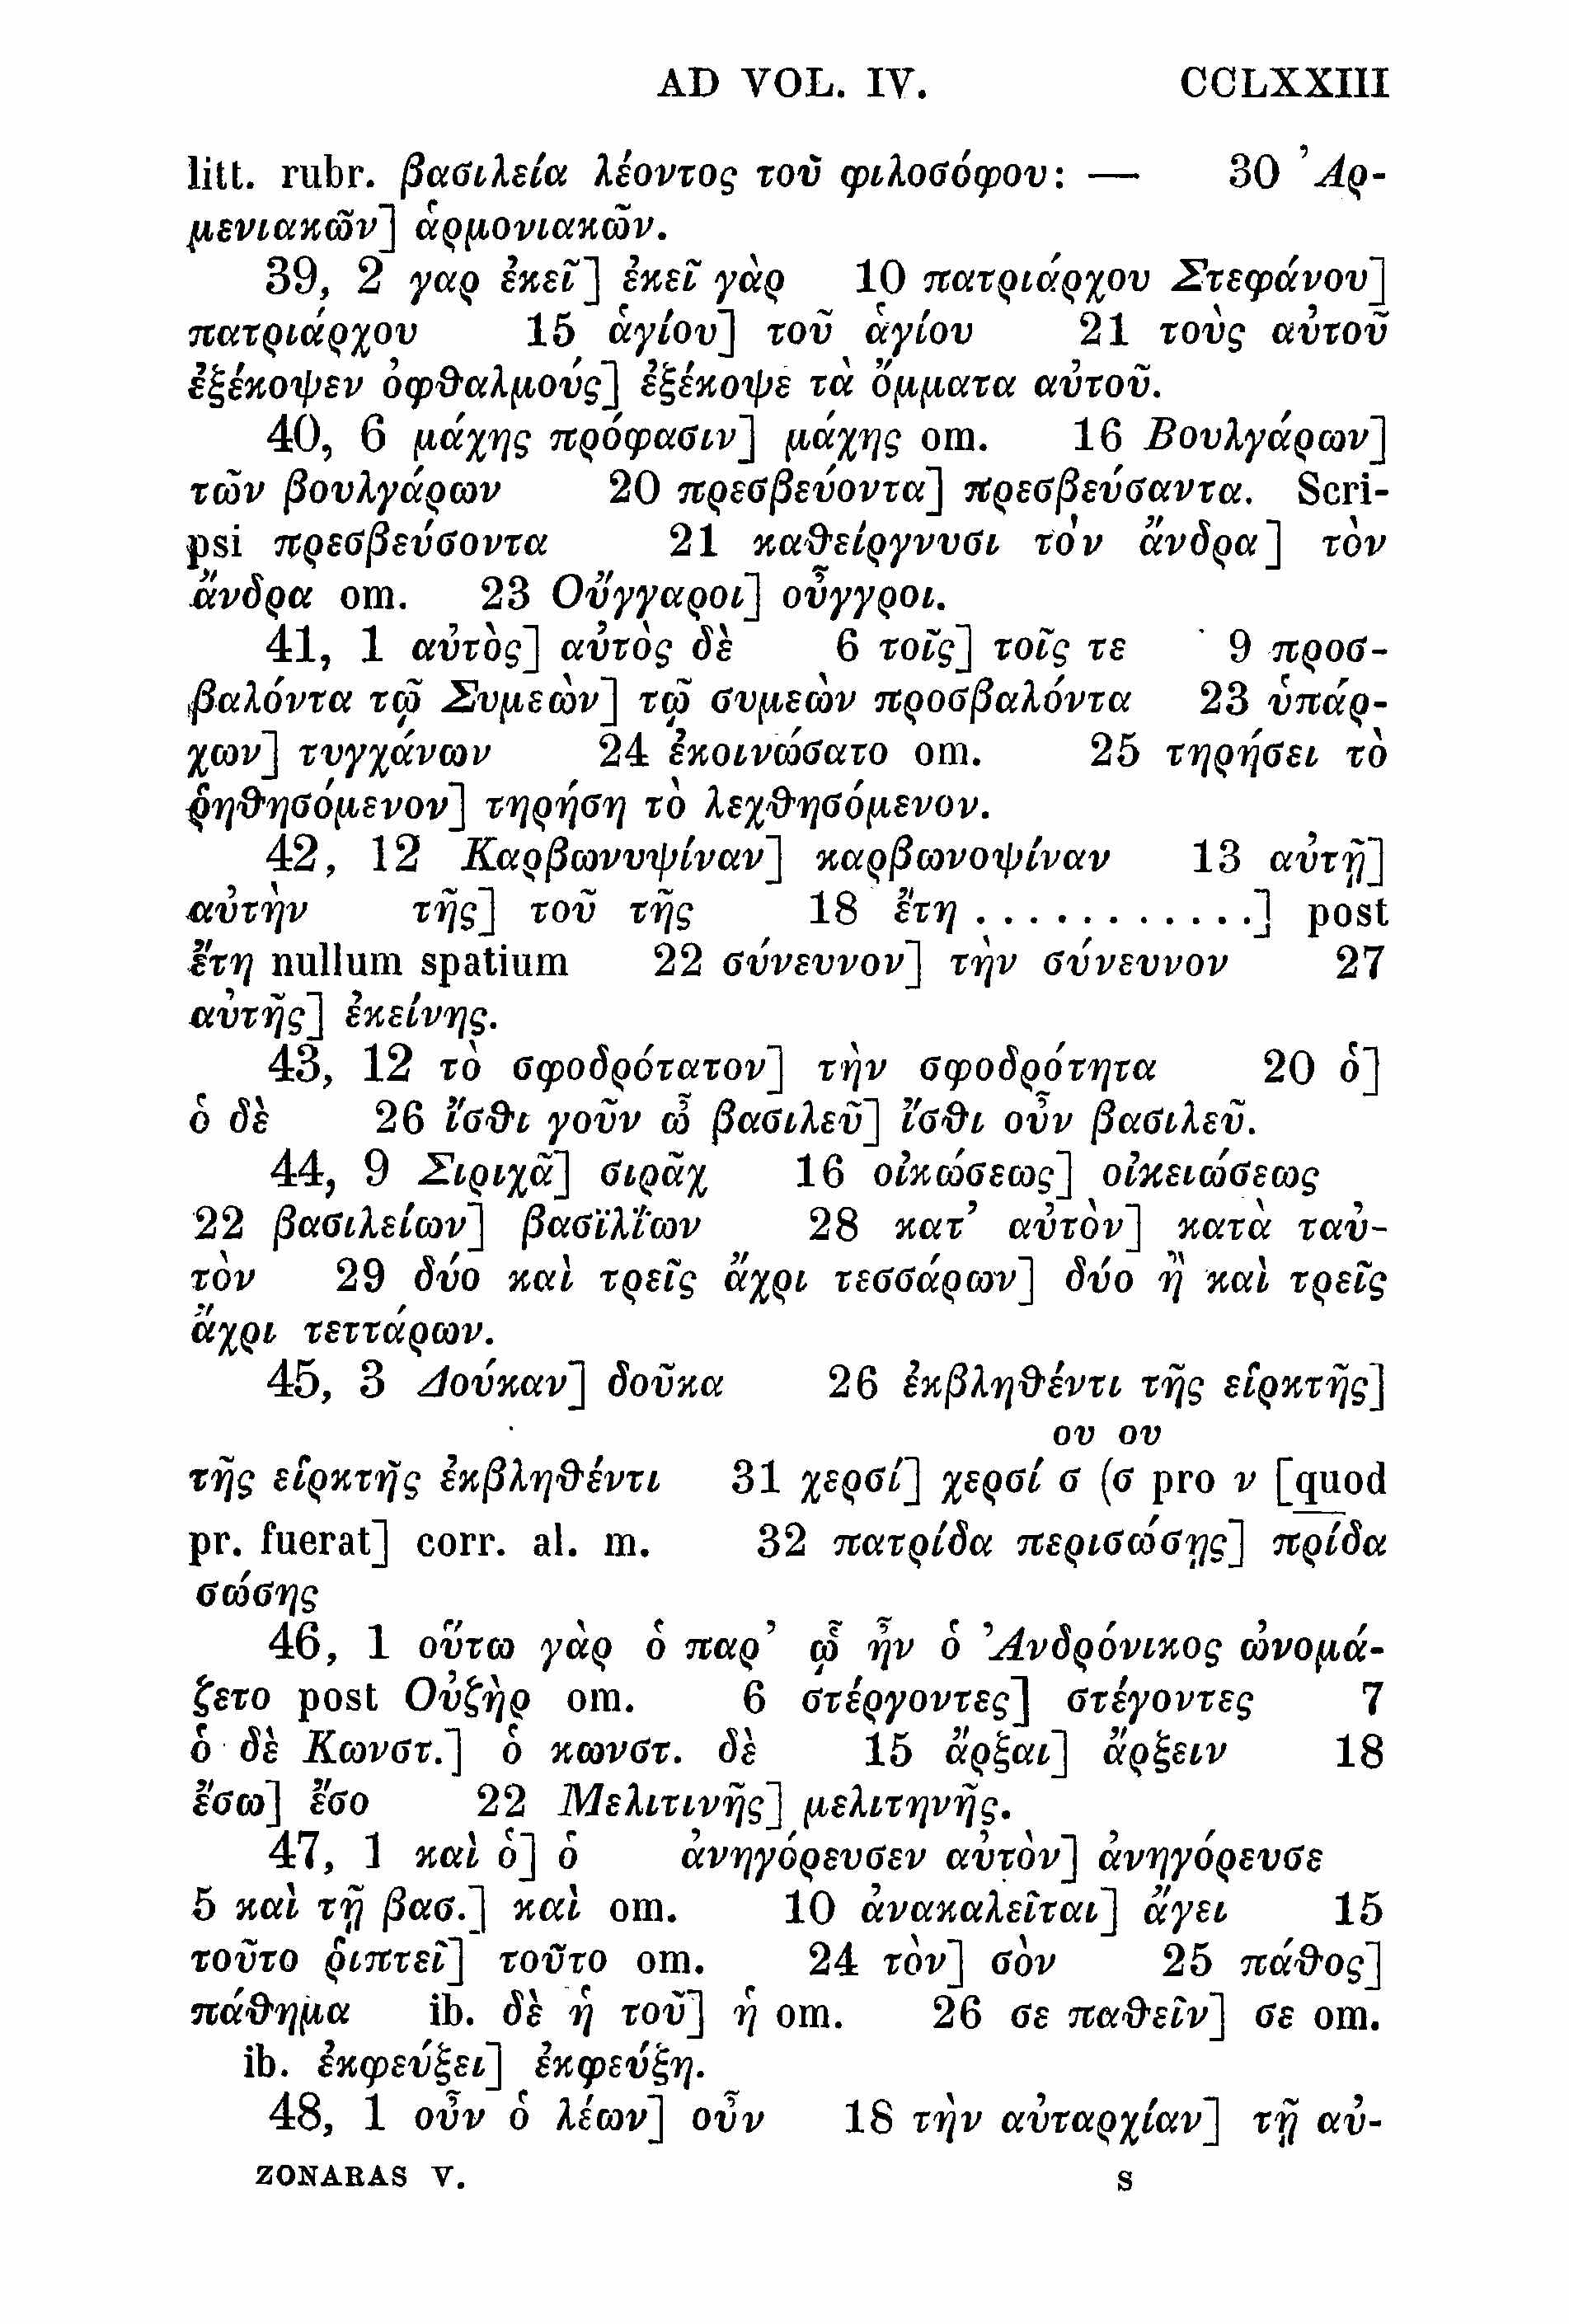 AD VOL. IV. CCLXXIII
litt. rubr. βασιλεία λέοντος τοῦ φιλοσόφου: — 30 Ἀρ-
μενιακῶν] ἁρμονιακῶν.
39, 2 γαρ ἐκεῖ] ἐκεῖ γὰρ 10 πατριάρχου Στεφάνου]
πατριάρχου 15 ἁγίου] τοῦ ἁγίου 21 τοὺς αὐτοῦ
ἐξέκοψεν ὀφθαλμούς] ἐξέκοψε τὰ ὄμματα αὐτοῦ.
40, 6 μάχης πρόφασιν] μάχης om. 16 Βουλγάρων]
τῶν βουλγάρων 20 πρεσβεύοντα] πρεσβεύσαντα. Scri-
psi πρεσβεύσοντα 21 καθείργνυσι τὸν ἄνδρα] τὸν
ἄνδρα om. 23 Οὔγγαροι] οὖγγροι.
41, 1 αὐτὸς] αὐτὸς δὲ 6 τοῖς] τοῖς τε 9 προσ-
βαλόντα τῷ Συμεὼν] τῷ συμεὼν προσβαλόντα 23 ὑπάρ-
χων] τυγχάνων 24 ἐκοινώσατο om. 25 τηρήσει τὸ
ῥηθησόμενον] τηρήση τὸ λεχθησόμενον.
42, 12 Καρβωνυψίναν] καρβωνοψίναν 13 αὐτῇ]
αὐτὴν τῆς] τοῦ τῆς 18 ἔτη ...........] post
ἔτη nullum spatium 22 σύνευνον] τὴν σύνευνον 27
αὐτῆς] ἐκείνης.
43, 12 τὸ σφοδρότατον] τὴν σφοδρότητα 20 ὁ]
ὁ δὲ 26 ἴσθι γοῦν ὦ βασιλεῦ] ἴσθι οὖν βασιλεῦ.
44, 9 Σιριχᾶ] σιρᾶχ 16 οἰκώσεως] οἰκειώσεως
22 βασιλείων] βασϊλΐων 28 κατ’ αὐτὸν] κατὰ ταὐ-
τὸν 29 δύο καὶ τρεῖς ἄχρι τεσσάρων] δύο ἢ καὶ τρεῖς
ἄχρι τεττάρων.
45, 3 Δούκαν] δοῦκα 26 ἐκβληθέντι τῆς εἱρκτῆς]
ου ου
τῆς εἱρκτῆς ἐκβληθέντι 31 χερσί] χερσί σ (σ pro ν [quod
pr. fuerat] corr. al. m. 32 πατρίδα περισώσῃς] πρίδα
σώσης
46, 1 οὕτω γὰρ ὁ παρ’ ᾧ ἦν ὁ Ἀνδρόνικος ὠνομά-
ζετο post Οὐζὴρ om. 6 στέργοντες] στέγοντες 7
ὁ δὲ Κωνστ.] ὁ κωνστ. δὲ 15 ἄρξαι] ἄρξειν 18
ἔσω] ἔσο 22 Μελιτινῆς] μελιτηνῆς.
47, 1 καὶ ὁ] ὁ ἀνηγόρευσεν αὐτὸν] ἀνηγόρευσε
5 καὶ τῇ βασ.] καὶ om. 10 ἀνακαλεῖται] ἄγει 15
τοῦτο ῥιπτεῖ] τοῦτο om. 24 τὸν] σὸν 25 πάθος]
πάθημα ib. δὲ ἡ τοῦ] ἡ om. 26 σε παθεῖν] σε om.
ib. ἐκφεύξει] ἐκφεύξη.
48, 1 οὖν ὁ λέων] οὖν 18 τὴν αὐταρχίαν] τῇ αὐ-
ZONARAS V. S